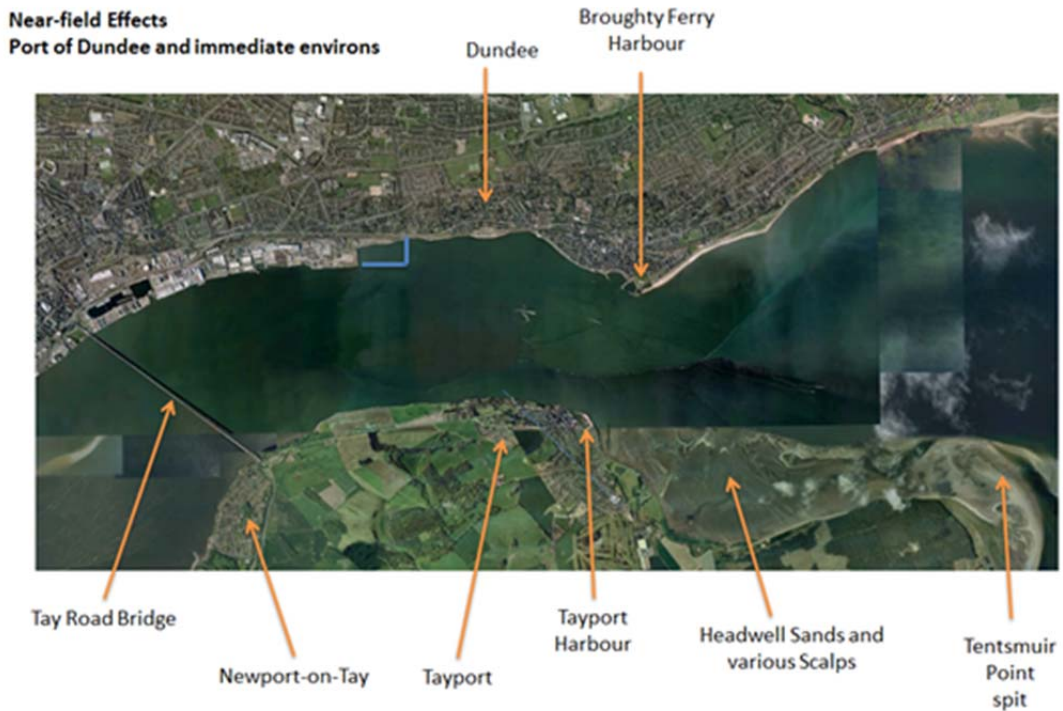 Near-field Effects
Port of Dundee and immediate environs
Dundee
Broughty Ferry
Harbour
Tay Road Bridge
Newport-on-Tay
Tayport
Tayport
Harbour
Headwell Sands and
various Scalps
Tentsmuir
Point
spit